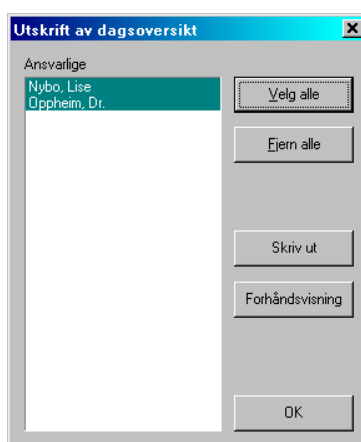 Utskrift av dagsoversikt
Ansvarlige
Nybo, Lise
Oppheim, Dr.
Velg alle
Fjern alle
Skriv ut
Forhåndsvisning
OK